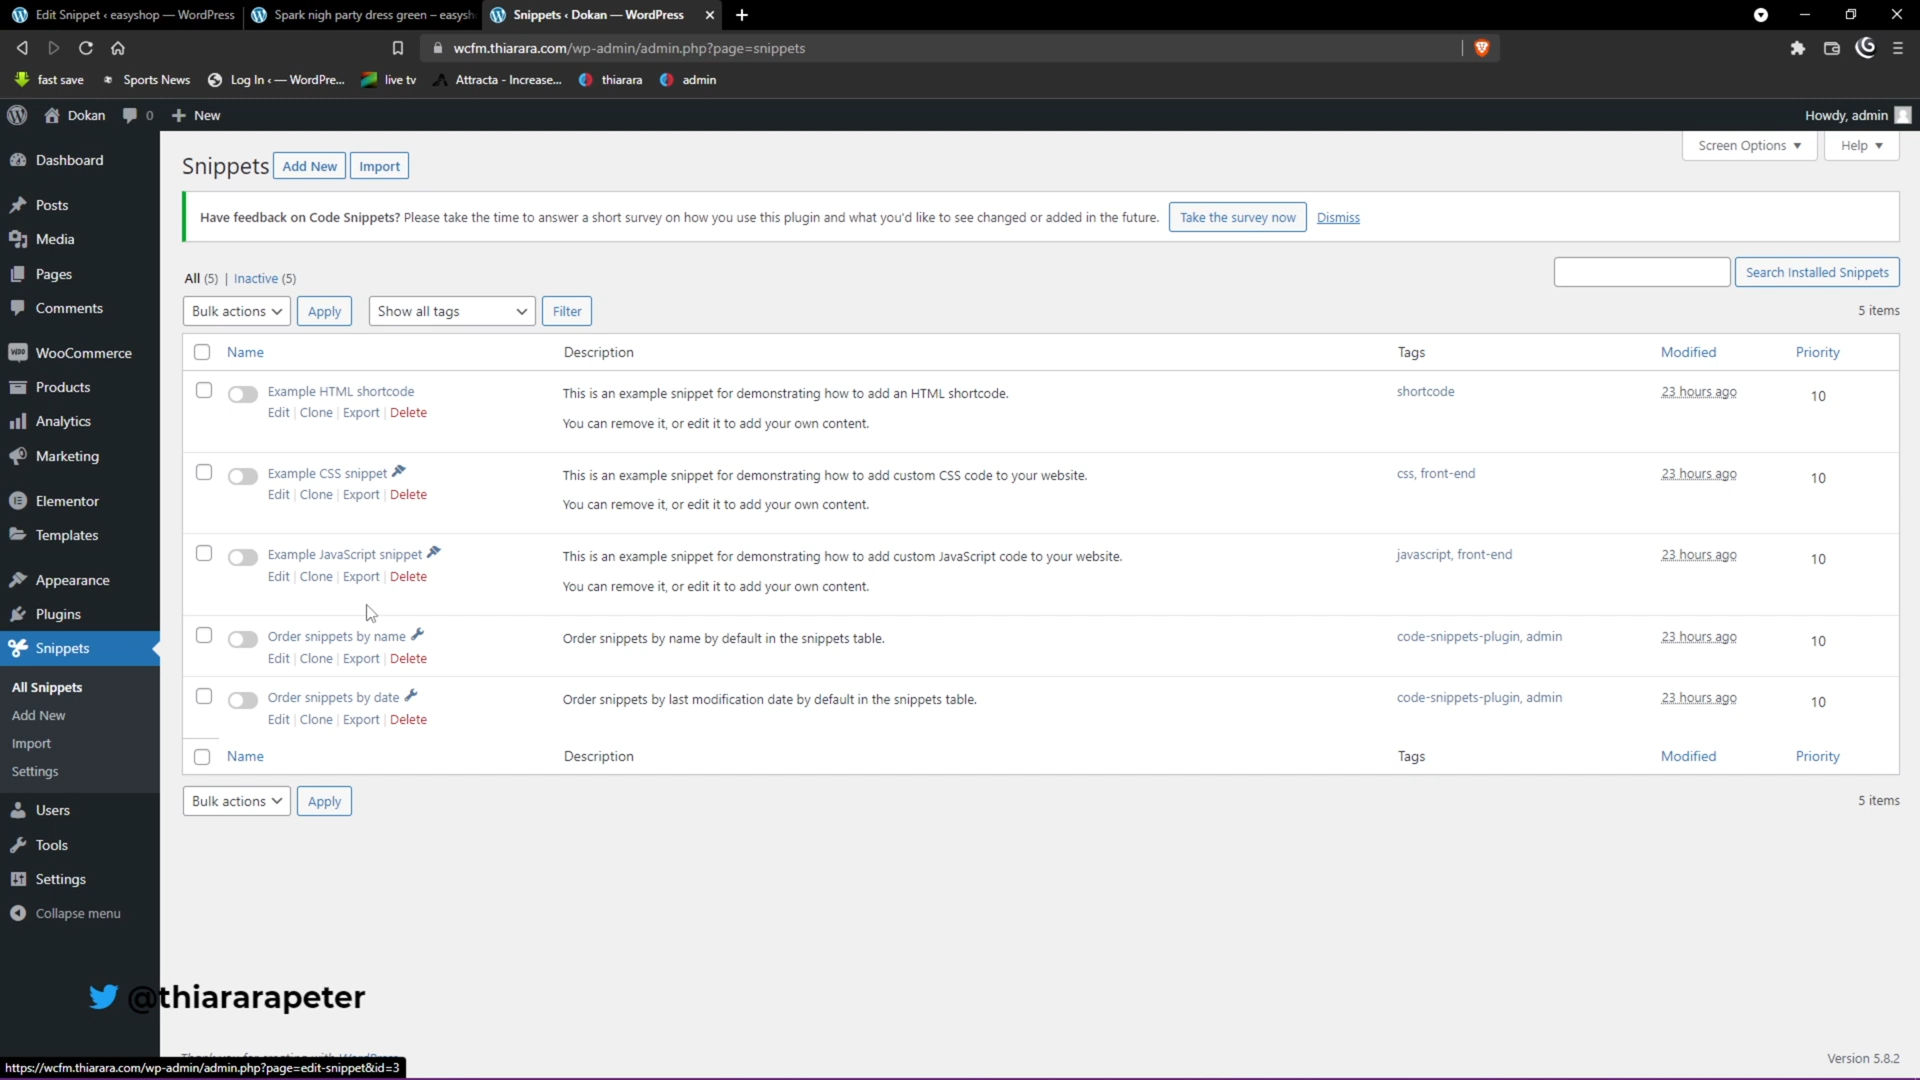 Edit Snippet ‹ easyshop — WordPress
Spark nigh party dress green – easysh
Snippets ‹ Dokan — WordPress
wcfm.thiarara.com/wp-admin/admin.php?page=snippets
fast save
Sports News
Log In ‹ — WordPre...
live tv
Attracta - Increase...
thiarara
admin
Dokan
0
New
Howdy, admin
Dashboard
Posts
Media
Pages
Comments
WooCommerce
Products
Analytics
Marketing
Elementor
Templates
Appearance
Plugins
Snippets
All Snippets
Add New
Import
Settings
Users
Tools
Settings
Collapse menu
Screen Options
Help
Snippets
Add New
Import
Have feedback on Code Snippets? Please take the time to answer a short survey on how you use this plugin and what you'd like to see changed or added in the future.
Take the survey now
Dismiss
All (5) | Inactive (5)
Search Installed Snippets
Bulk actions
Apply
Show all tags
Filter
5 items
Name
Description
Tags
Modified
Priority
Example HTML shortcode
Edit | Clone | Export | Delete
This is an example snippet for demonstrating how to add an HTML shortcode.
You can remove it, or edit it to add your own content.
shortcode
23 hours ago
10
Example CSS snippet
Edit | Clone | Export | Delete
This is an example snippet for demonstrating how to add custom CSS code to your website.
You can remove it, or edit it to add your own content.
css, front-end
23 hours ago
10
Example JavaScript snippet
Edit | Clone | Export | Delete
This is an example snippet for demonstrating how to add custom JavaScript code to your website.
You can remove it, or edit it to add your own content.
javascript, front-end
23 hours ago
10
Order snippets by name
Edit | Clone | Export | Delete
Order snippets by name by default in the snippets table.
code-snippets-plugin, admin
23 hours ago
10
Order snippets by date
Edit | Clone | Export | Delete
Order snippets by last modification date by default in the snippets table.
code-snippets-plugin, admin
23 hours ago
10
Name
Description
Tags
Modified
Priority
Bulk actions
Apply
5 items
@thiararapeter
Version 5.8.2
https://wcfm.thiarara.com/wp-admin/admin.php?page=edit-snippet&id=3